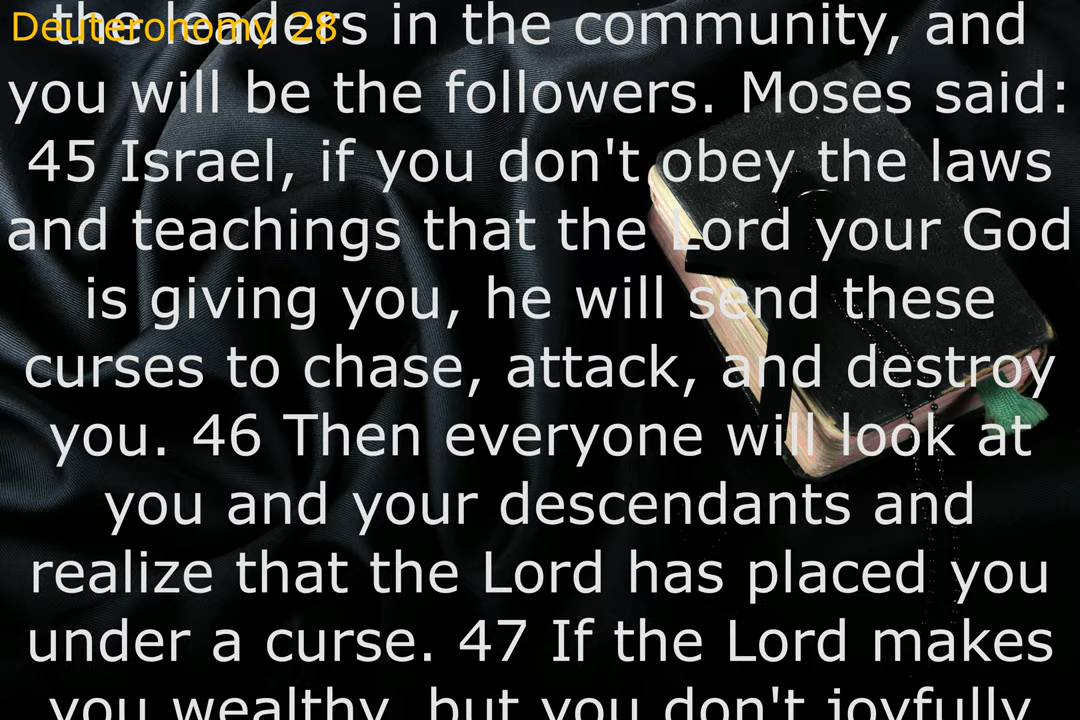 Deuteronomy 28
the leaders in the community, and
you will be the followers. Moses said:
45 Israel, if you don't obey the laws
and teachings that the Lord your God
is giving you, he will send these
curses to chase, attack, and destroy
you. 46 Then everyone will look at
you and your descendants and
realize that the Lord has placed you
under a curse. 47 If the Lord makes
you wealthy, but you don't joyfully